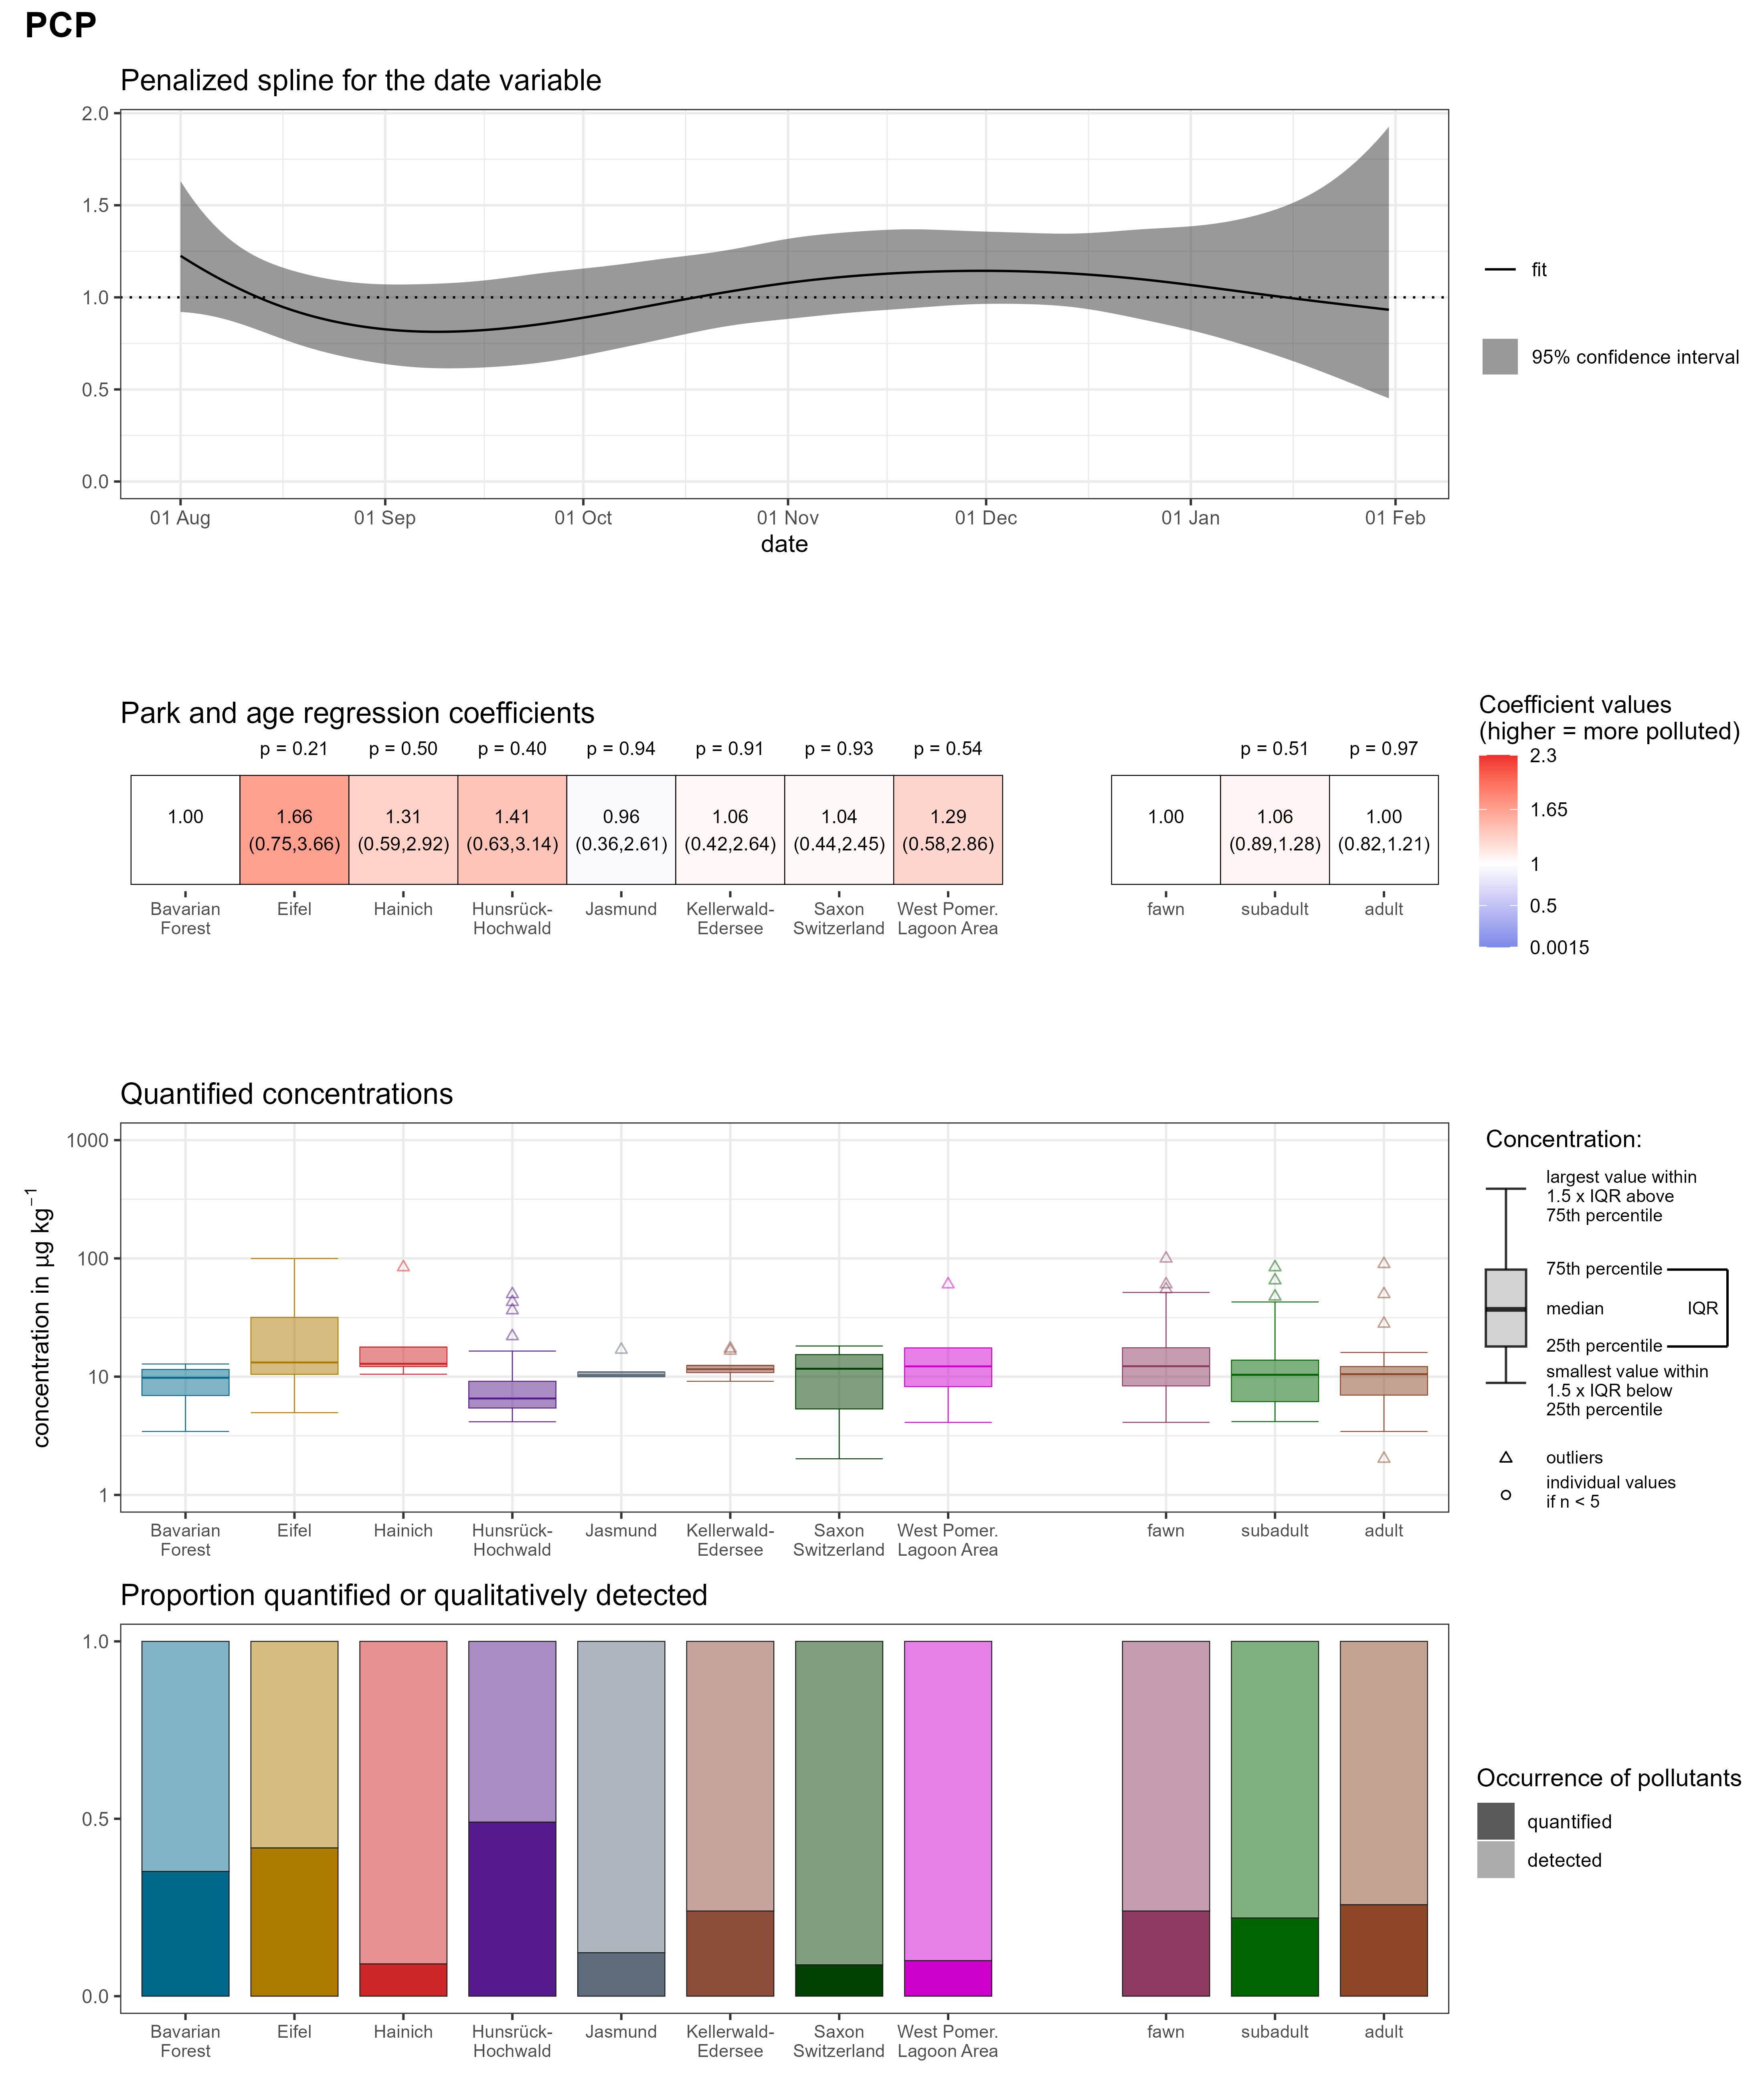 PCP
Penalized spline for the date variable
2.0
1.5
1.0
0.5
0.0
01 Aug
01 Sep
01 Oct
01 Nov
01 Dec
01 Jan
01 Feb
date
fit
95% confidence interval
Park and age regression coefficients
p = 0.21
p = 0.50
p = 0.40
p = 0.94
p = 0.91
p = 0.93
p = 0.54
p = 0.51
p = 0.97
1.00
1.66
(0.75,3.66)
1.31
(0.59,2.92)
1.41
(0.63,3.14)
0.96
(0.36,2.61)
1.06
(0.42,2.64)
1.04
(0.44,2.45)
1.29
(0.58,2.86)
1.00
1.06
(0.89,1.28)
1.00
(0.82,1.21)
Bavarian
Forest
Eifel
Hainich
Hunsrück-
Hochwald
Jasmund
Kellerwald-
Edersee
Saxon
Switzerland
West Pomer.
Lagoon Area
fawn
subadult
adult
Coefficient values
(higher = more polluted)
2.3
1.65
1
0.5
0.0015
Quantified concentrations
concentration in µg kg⁻¹
1000
100
10
1
Bavarian
Forest
Eifel
Hainich
Hunsrück-
Hochwald
Jasmund
Kellerwald-
Edersee
Saxon
Switzerland
West Pomer.
Lagoon Area
fawn
subadult
adult
Concentration:
largest value within
1.5 x IQR above
75th percentile
75th percentile
median
IQR
25th percentile
smallest value within
1.5 x IQR below
25th percentile
outliers
individual values
if n < 5
Proportion quantified or qualitatively detected
1.0
0.5
0.0
Bavarian
Forest
Eifel
Hainich
Hunsrück-
Hochwald
Jasmund
Kellerwald-
Edersee
Saxon
Switzerland
West Pomer.
Lagoon Area
fawn
subadult
adult
Occurrence of pollutants
quantified
detected